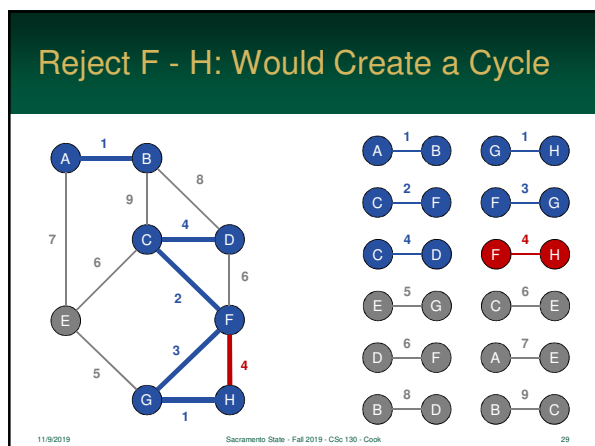 Reject F - H: Would Create a Cycle
1
A B
8
9
4
C D
7
6
6
2
E F
3
4
5
G H
1
1 1
A B G H
2 3
C F F G
4 4
C D F H
5 6
E G C E
6 7
D F A E
8 9
B D B C
11/9/2019 Sacramento State - Fall 2019 - CSc 130 - Cook 29